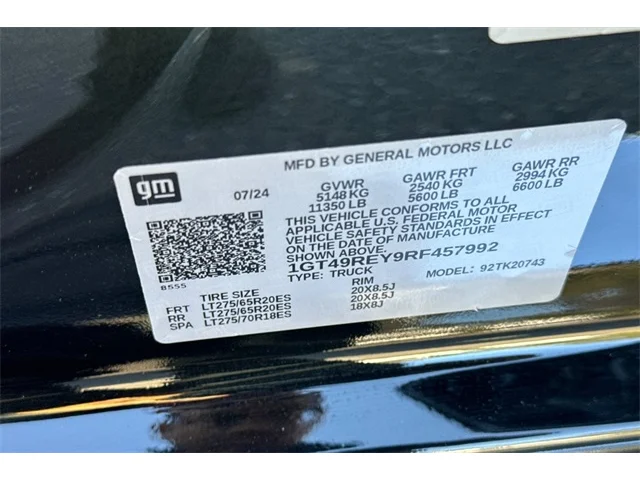 MFD BY GENERAL MOTORS LLC
gm
07/24
GVWR GAWR FRT GAWR RR
5148 KG 2540 KG 2994 KG
11350 LB 5600 LB 6600 LB
THIS VEHICLE CONFORMS TO ALL
APPLICABLE U.S. FEDERAL MOTOR
VEHICLE SAFETY STANDARDS IN EFFECT
ON THE DATE OF MANUFACTURE
SHOWN ABOVE.
1GT49REY9RF457992
TYPE: TRUCK MODEL: 92TK20743
8555
TIRE SIZE RIM
FRT LT275/65R20ES 20X8.5J
RR LT275/65R20ES 20X8.5J
SPA LT275/70R18ES 18X8J